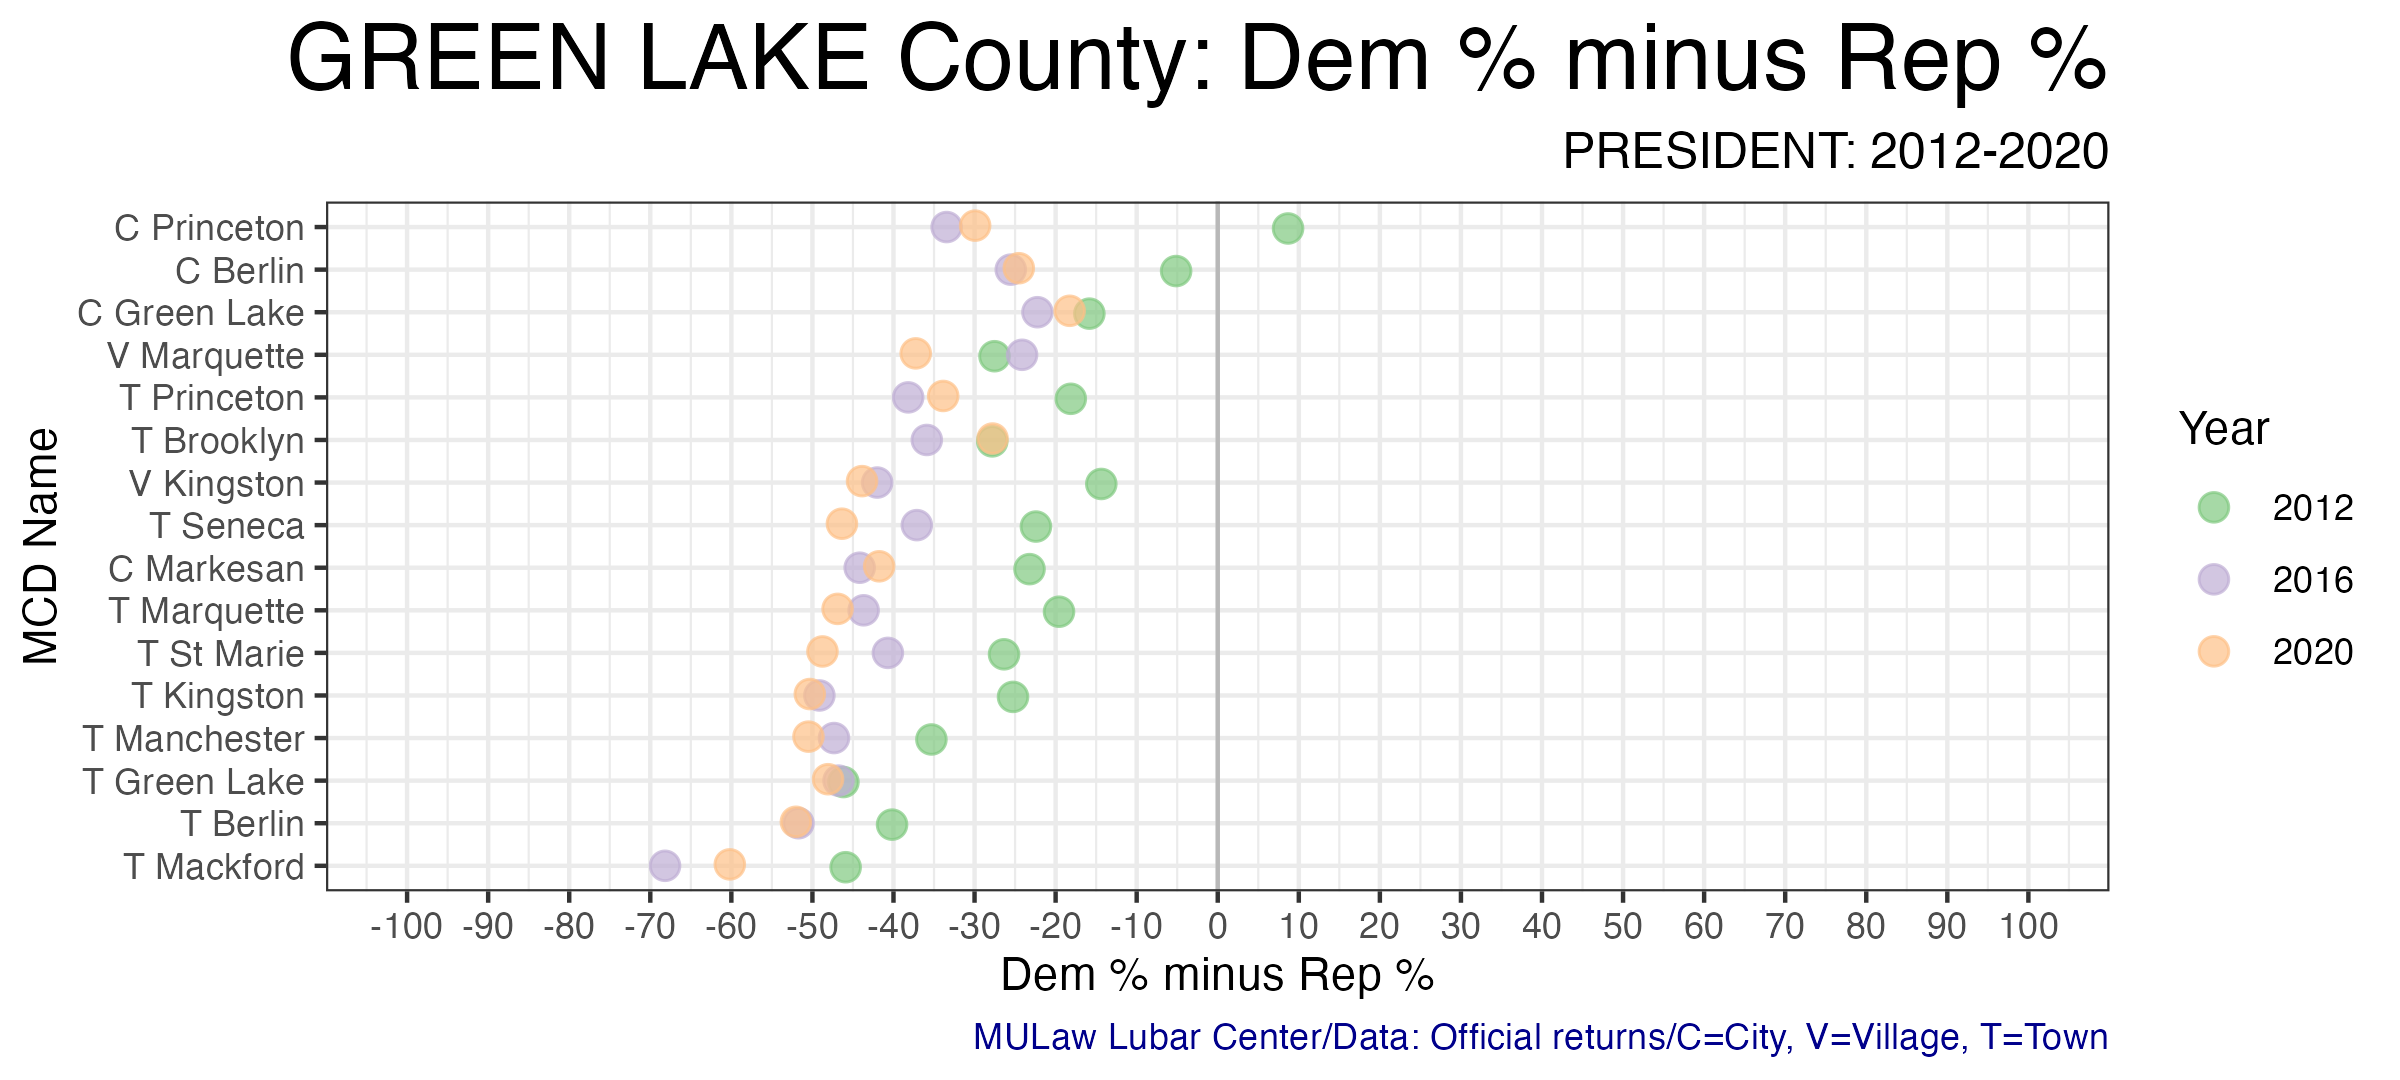 GREEN LAKE County: Dem % minus Rep %
PRESIDENT: 2012-2020
C Princeton
C Berlin
C Green Lake
V Marquette
T Princeton
T Brooklyn
V Kingston
T Seneca
C Markesan
T Marquette
T St Marie
T Kingston
T Manchester
T Green Lake
T Berlin
T Mackford
MCD Name
-100 -90 -80 -70 -60 -50 -40 -30 -20 -10 0 10 20 30 40 50 60 70 80 90 100
Dem % minus Rep %
Year
2012
2016
2020
MULaw Lubar Center/Data: Official returns/C=City, V=Village, T=Town